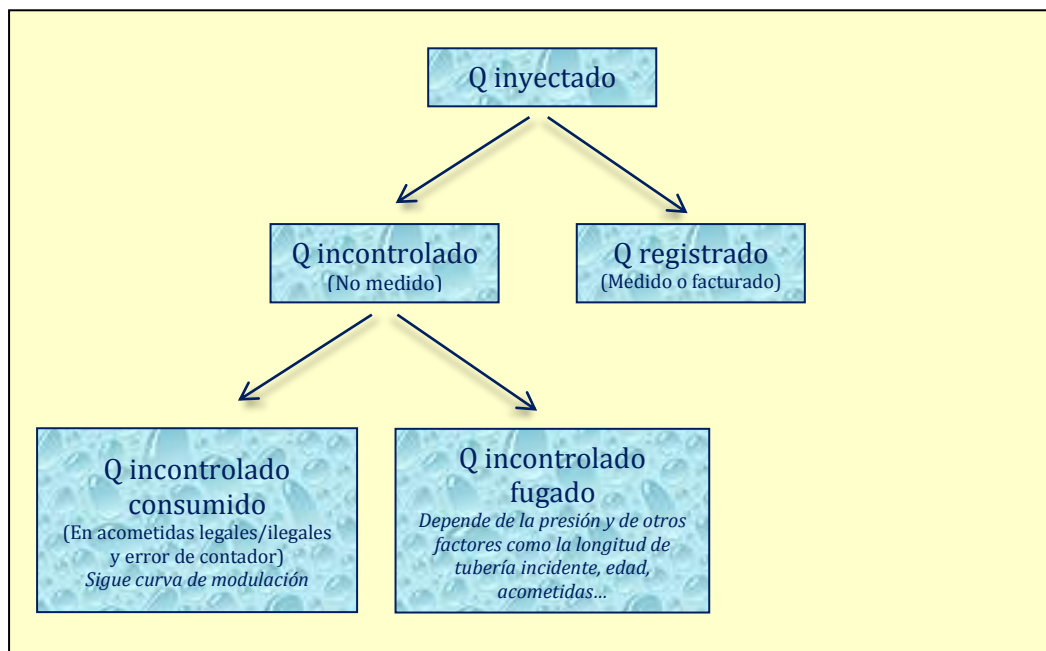 Q inyectado
Q incontrolado
(No medido)
Q registrado
(Medido o facturado)
Q incontrolado
consumido
(En acometidas legales/ilegales
y error de contador)
Sigue curva de modulación
Q incontrolado
fugado
Depende de la presión y de otros
factores como la longitud de
tubería incidente, edad,
acometidas...